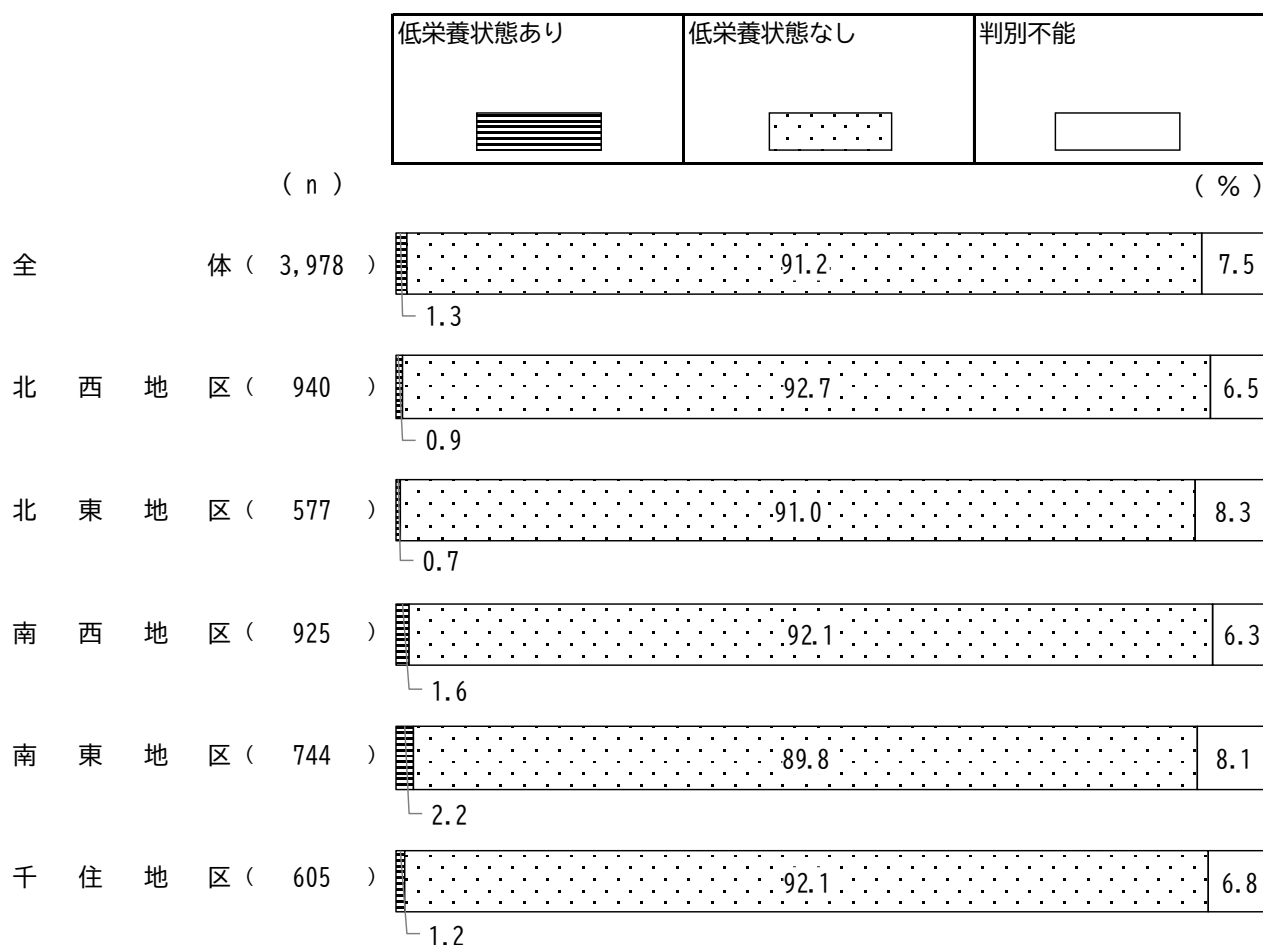 低栄養状態あり 低栄養状態なし 判別不能
( n ) ( % )
全体 ( 3,978 ) 91.2 7.5
1.3
北西地区 ( 940 ) 92.7 6.5
0.9
北東地区 ( 577 ) 91.0 8.3
0.7
南西地区 ( 925 ) 92.1 6.3
1.6
南東地区 ( 744 ) 89.8 8.1
2.2
千住地区 ( 605 ) 92.1 6.8
1.2